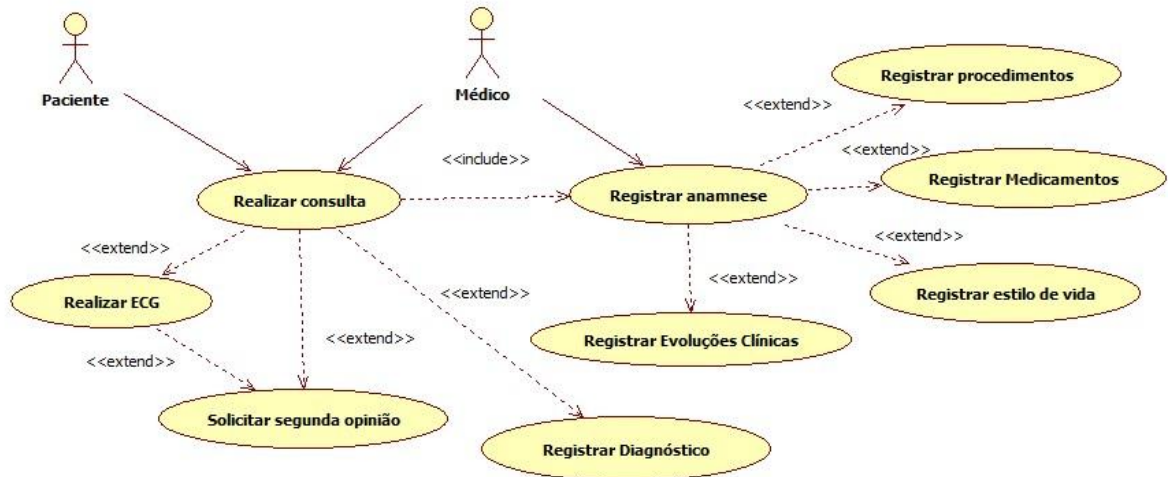 Paciente
Médico
Registrar procedimentos
<<extend>>
<<include>>
<<extend>>
Realizar consulta
Registrar anamnese
Registrar Medicamentos
<<extend>>
<<extend>>
<<extend>>
Realizar ECG
<<extend>>
Registrar estilo de vida
<<extend>>
<<extend>>
Registrar Evoluções Clínicas
<<extend>>
Solicitar segunda opinião
Registrar Diagnóstico